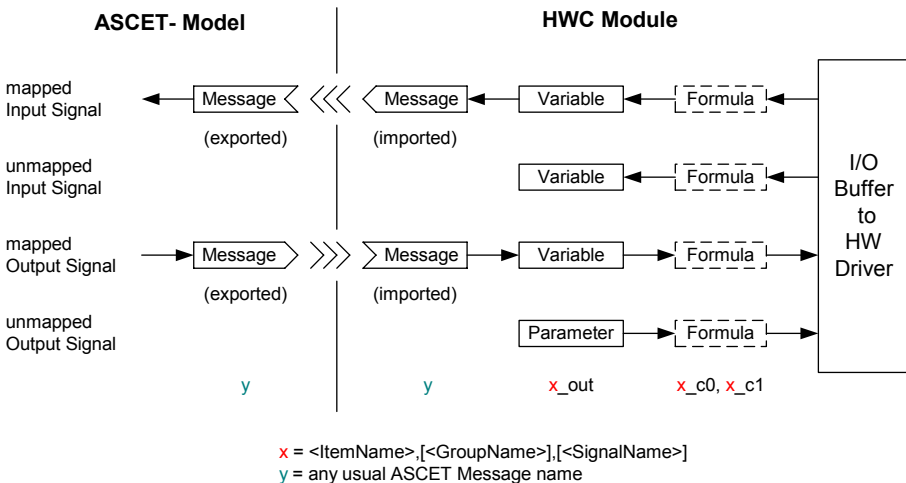 ASCET- Model
HWC Module
mapped
Input Signal
Message
Message
Variable
Formula
(exported)
(imported)
unmapped
Input Signal
Variable
Formula
I/O
Buffer
to
HW
Driver
mapped
Output Signal
Message
Message
Variable
Formula
(exported)
(imported)
unmapped
Output Signal
Parameter
Formula
y
y
x_out
x_c0, x_c1
x = <ItemName>,[<GroupName>],[<SignalName>]
y = any usual ASCET Message name